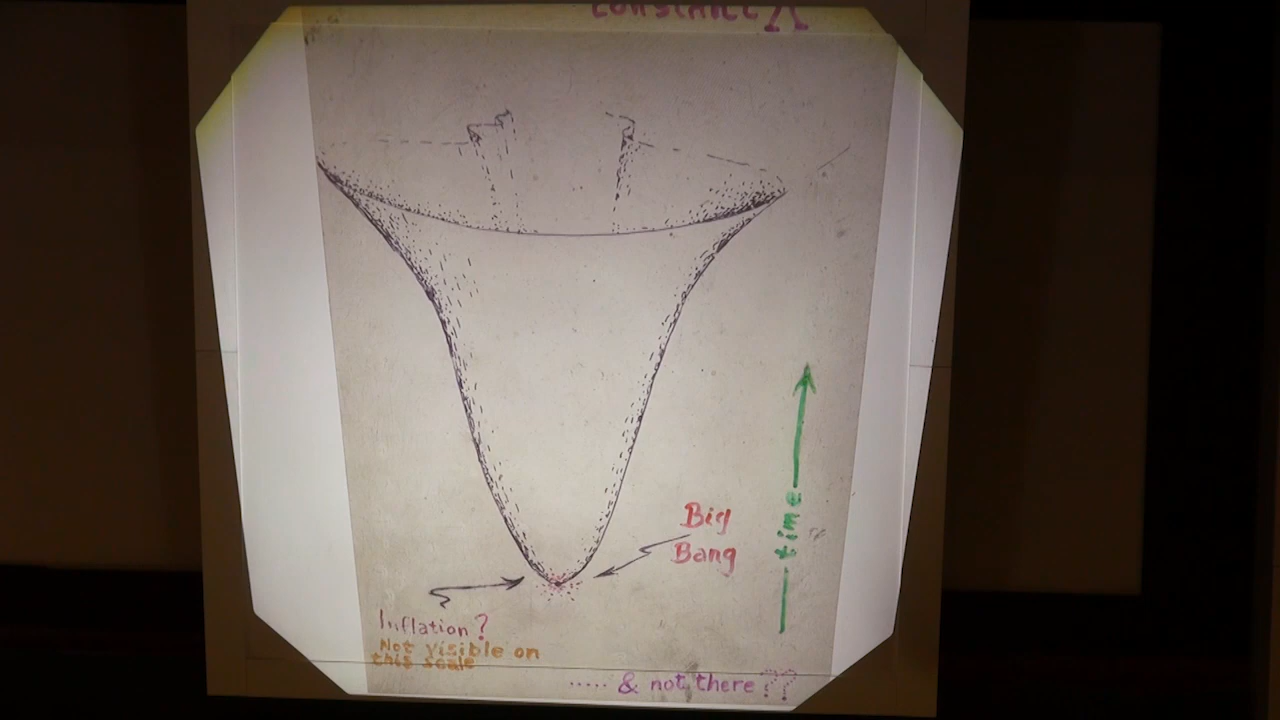 Big
Bang
time
Inflation?
Not visible on
this scale
..... & not there??